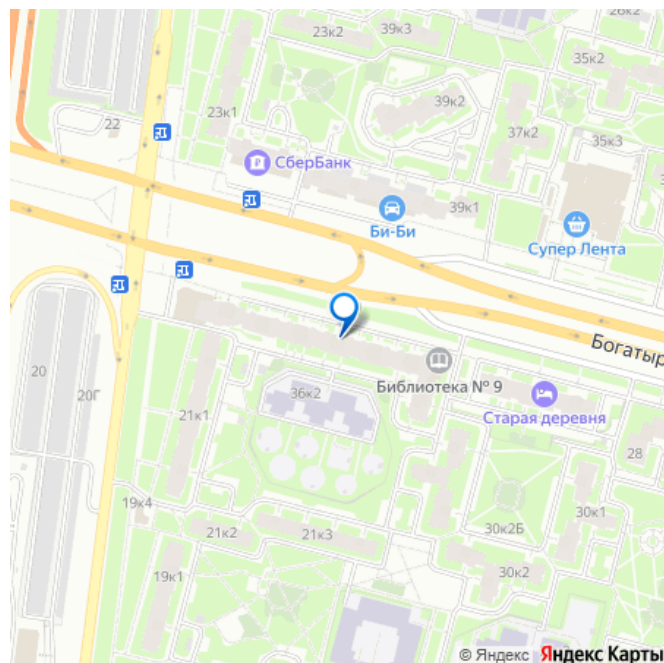 26к2
23к2
39к3
35к2
39к2
23к1
22
37к2
35к3
СберБанк
39к1
Би-Би
Супер Лента
Богатыр
20
Библиотека № 9
36к2
20Г
21к1
Старая деревня
28
19к4
30к1
21к2
21к3
30к2Б
19к1
30к2
© Яндекс Яндекс Карты